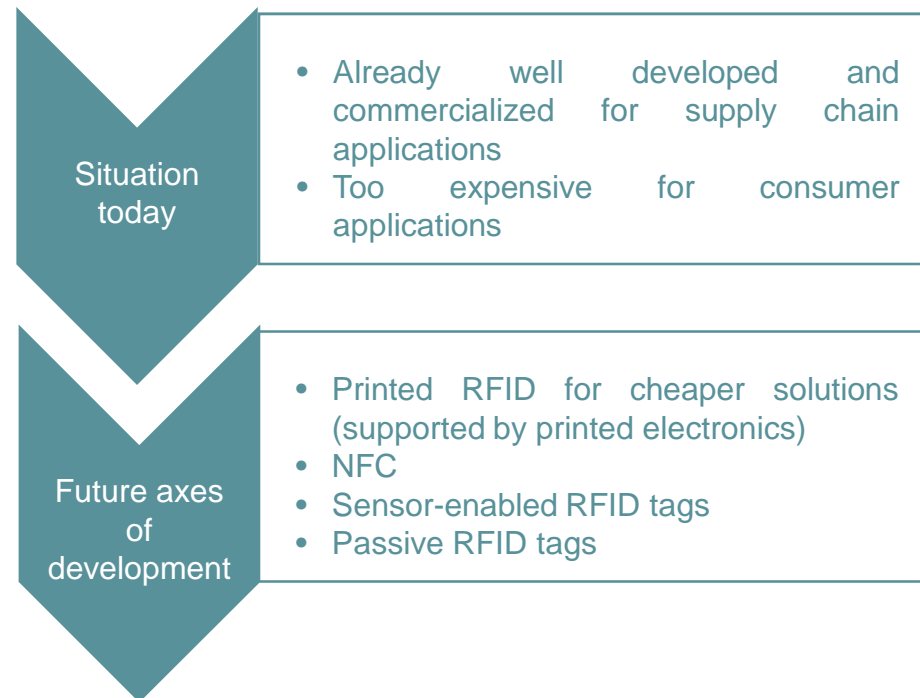 Situation
today
• Already well developed and
commercialized for supply chain
applications
• Too expensive for consumer
applications
Future axes
of
development
• Printed RFID for cheaper solutions
(supported by printed electronics)
• NFC
• Sensor-enabled RFID tags
• Passive RFID tags